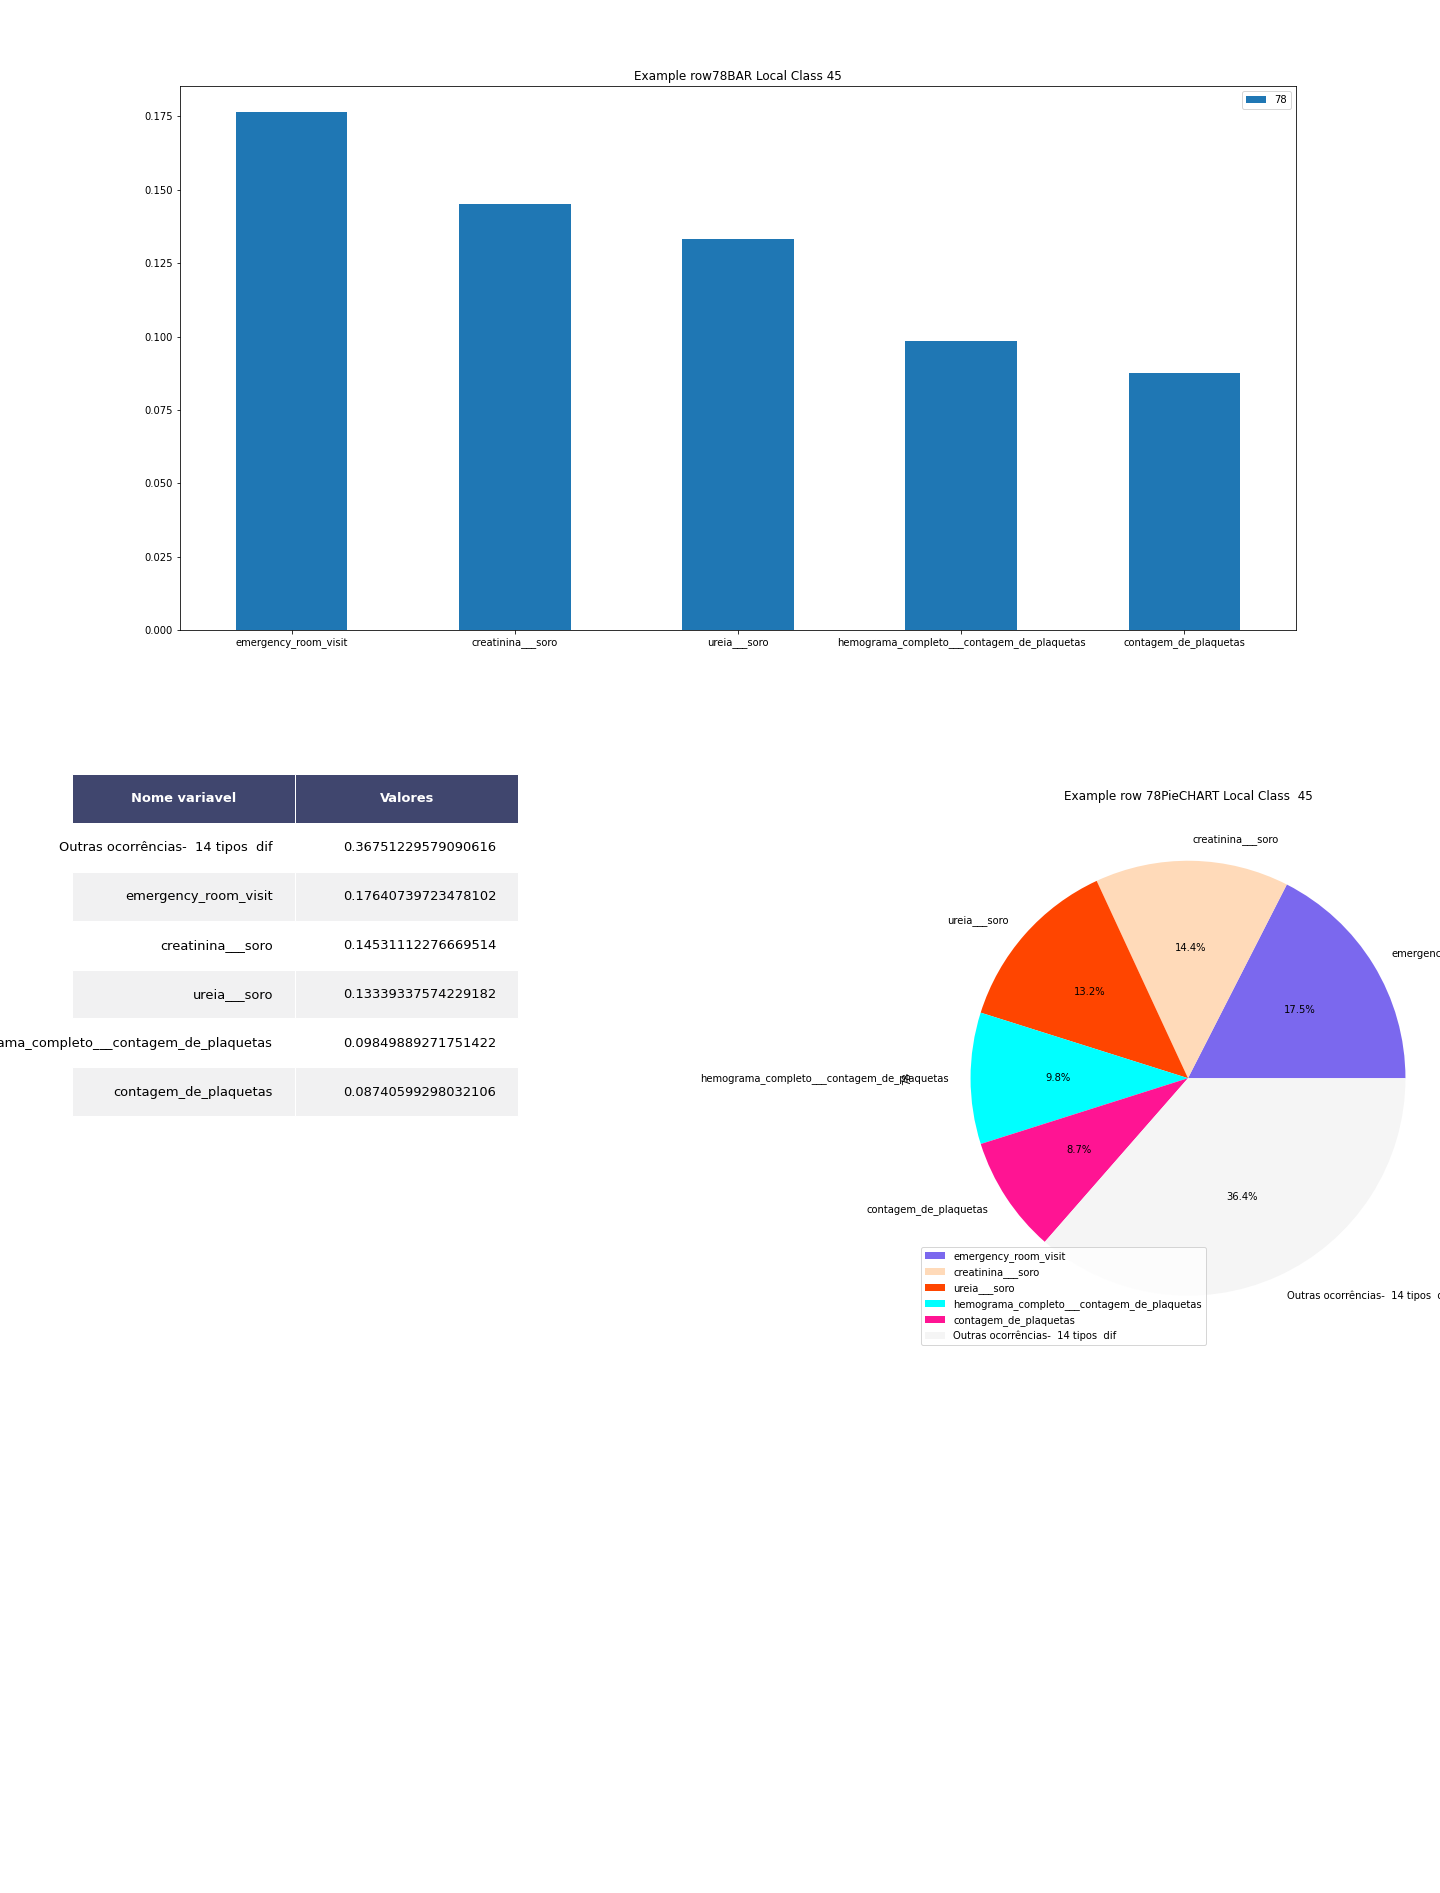 Example row78BAR Local Class 45
78
0.175
0.150
0.125
0.100
0.075
0.050
0.025
0.000
emergency_room_visit
creatinina___soro
ureia___soro
hemograma_completo___contagem_de_plaquetas
contagem_de_plaquetas
Nome variavel Valores
Outras ocorrências-  14 tipos  dif 0.36751229579090616
emergency_room_visit 0.17640739723478102
creatinina___soro 0.14531112276669514
ureia___soro 0.13339337574229182
ama_completo___contagem_de_plaquetas 0.09849889271751422
contagem_de_plaquetas 0.08740599298032106
Example row 78PieCHART Local Class  45
creatinina___soro
ureia___soro
emergenc
14.4%
13.2%
17.5%
hemograma_completo___contagem_de_plaquetas
9.8%
8.7%
36.4%
contagem_de_plaquetas
Outras ocorrências-  14 tipos
emergency_room_visit
creatinina___soro
ureia___soro
hemograma_completo___contagem_de_plaquetas
contagem_de_plaquetas
Outras ocorrências-  14 tipos  dif